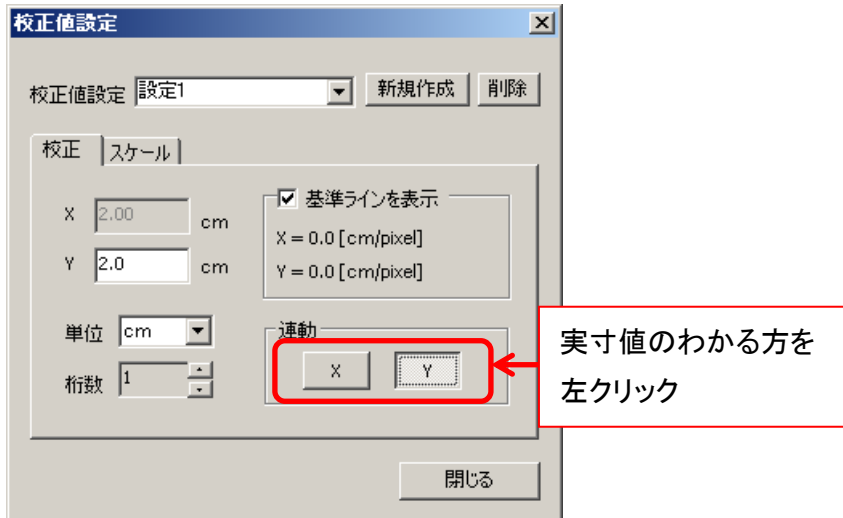 校正値設定
校正値設定 設定1 新規作成 削除
校正 スケール
X 2.00 cm
Y 2.0 cm
単位 cm
桁数 1
基準ラインを表示
X = 0.0 [cm/pixel]
Y = 0.0 [cm/pixel]
連動
X Y
実寸値のわかる方を
左クリック
閉じる